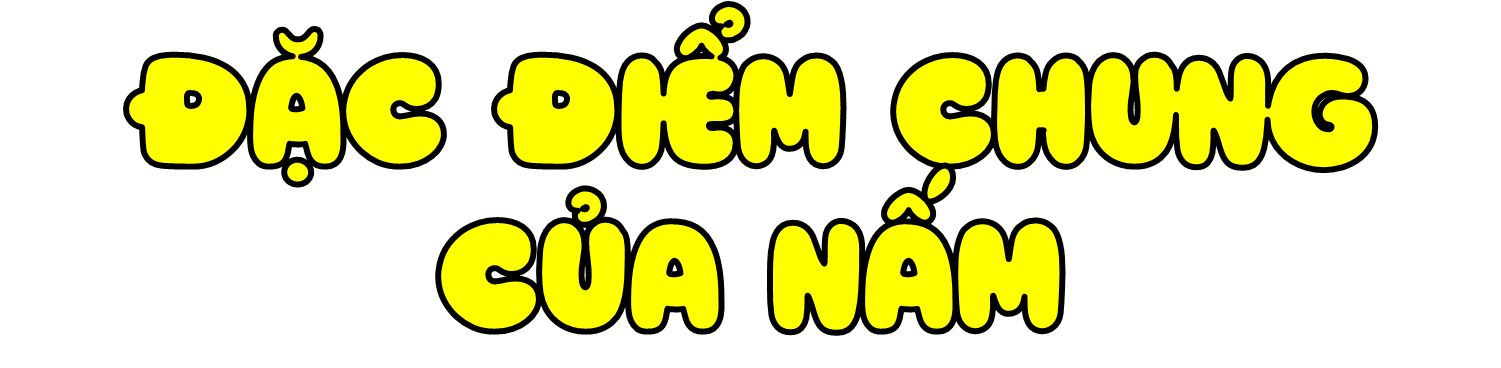 ĐẶC ĐIỂM CHUNG
CỦA NẤM